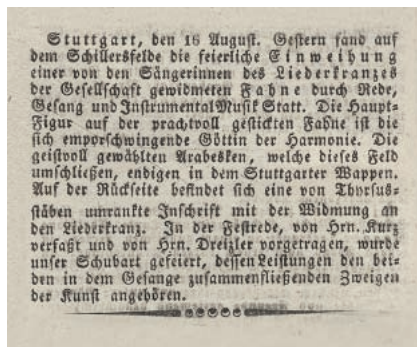 Stuttgart, den 16 August. Gestern fand auf
dem Schillersfelde die feierliche Einweihung
einer von den Sängerinnen des Liederkranzes
der Gesellschaft gewidmeten Fahne durch Rede,
Gesang und InstrumentalMusik Statt. Die Haupt-
Figur auf der prachtvoll gestickten Fahne ist die
sich emporschwingende Göttin der Harmonie. Die
geistvoll gewählten Arabesken, welche dieses Feld
umschließen, endigen in dem Stuttgarter Wappen.
Auf der Rückseite befindet sich eine von Thyrsus-
stäben umrankte Inschrift mit der Widmung an
den Liederkranz. In der Festrede, von Hrn. Kurz
verfaßt und von Hrn. Dreizler vorgetragen, wurde
unser Schubart gefeiert, dessen Leistungen den bei-
den in dem Gesange zusammenfließenden Zweigen
der Kunst angehören.